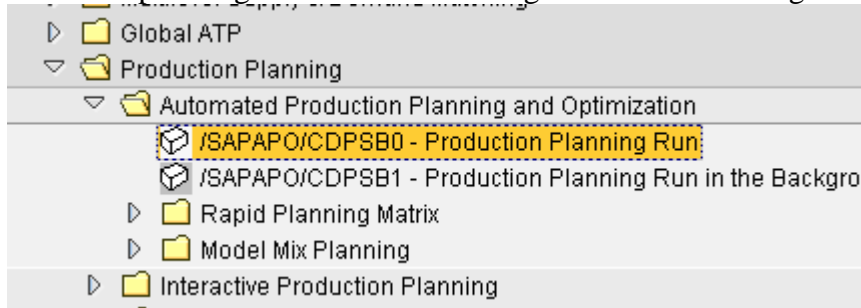 Global ATP
Production Planning
Automated Production Planning and Optimization
/SAPAPO/CDPSB0 - Production Planning Run
/SAPAPO/CDPSB1 - Production Planning Run in the Backgro
Rapid Planning Matrix
Model Mix Planning
Interactive Production Planning